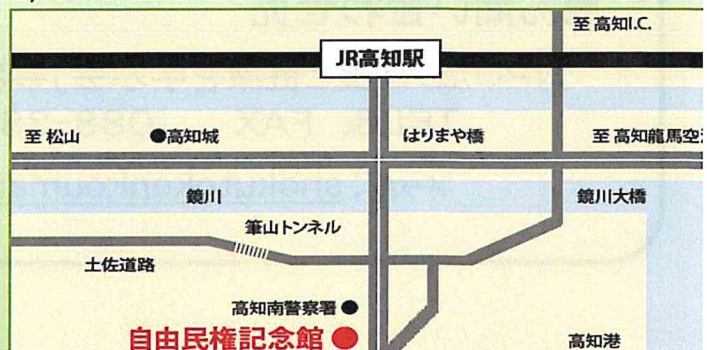 至 高知I.C.
JR高知駅
至 松山
●高知城
はりまや橋
至 高知龍馬空
鏡川
鏡川大橋
筆山トンネル
土佐道路
高知南警察署●
自由民権記念館●
高知港